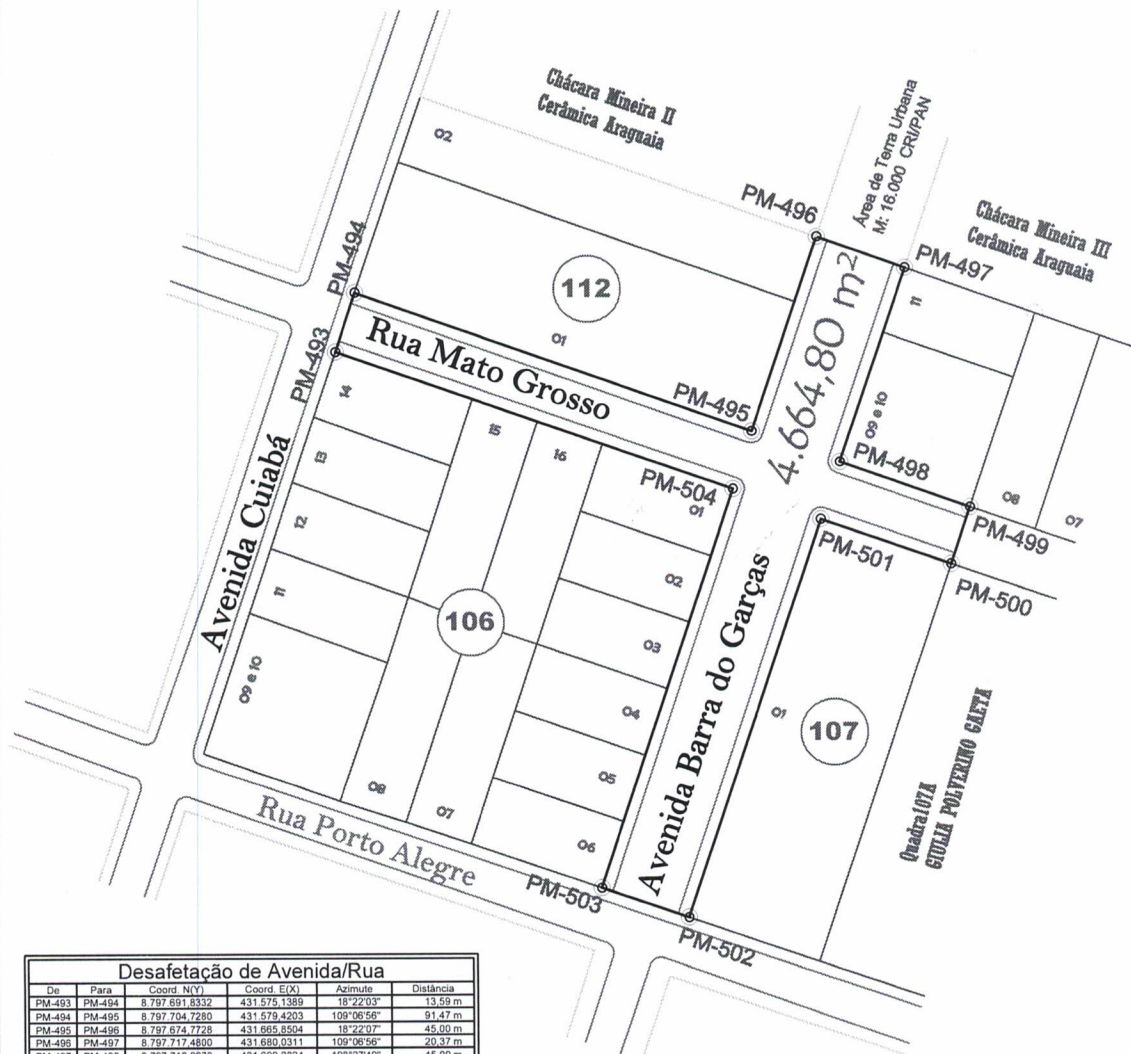 Chácara Mineira II
Cerâmica Araguaia
Área de Terra Urbana
M: 16.000 CRI/PAN
Chácara Mineira III
Cerâmica Araguaia
02
PM-496
PM-497
PM-494
112
4.664,80 m²
11
01
Rua Mato Grosso
PM-493
PM-495
09 e 10
14
15
PM-498
16
PM-504
01
08
07
13
PM-499
12
PM-501
02
PM-500
Avenida Cuiabá
11
106
03
Avenida Barra do Garças
09 e 10
04
01
107
05
Quadra107A
GIULIA POLVERINO GAETA
08
07
06
Rua Porto Alegre
PM-503
PM-502
Desafetação de Avenida/Rua
De Para Coord. N(Y) Coord. E(X) Azimute Distância
PM-493 PM-494 8.797.691,8332 431.575,1389 18°22'03" 13,59 m
PM-494 PM-495 8.797.704,7280 431.579,4203 109°06'56" 91,47 m
PM-495 PM-496 8.797.674,7728 431.665,8504 18°22'07" 45,00 m
PM-496 PM-497 8.797.717,4800 431.680,0311 109°06'56" 20,37 m